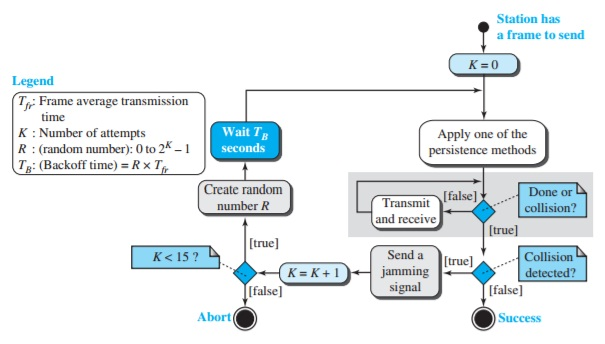 Station has
a frame to send
K = 0
Legend
T_fr: Frame average transmission
time
K : Number of attempts
R : (random number): 0 to 2^K – 1
T_B: (Backoff time) = R × T_fr
Wait T_B
seconds
Apply one of the
persistence methods
Create random
number R
Transmit
and receive
[false]
Done or
collision?
[true]
K < 15 ?
[true]
K = K + 1
Send a
jamming
signal
[true]
Collision
detected?
[false]
[false]
Abort
Success